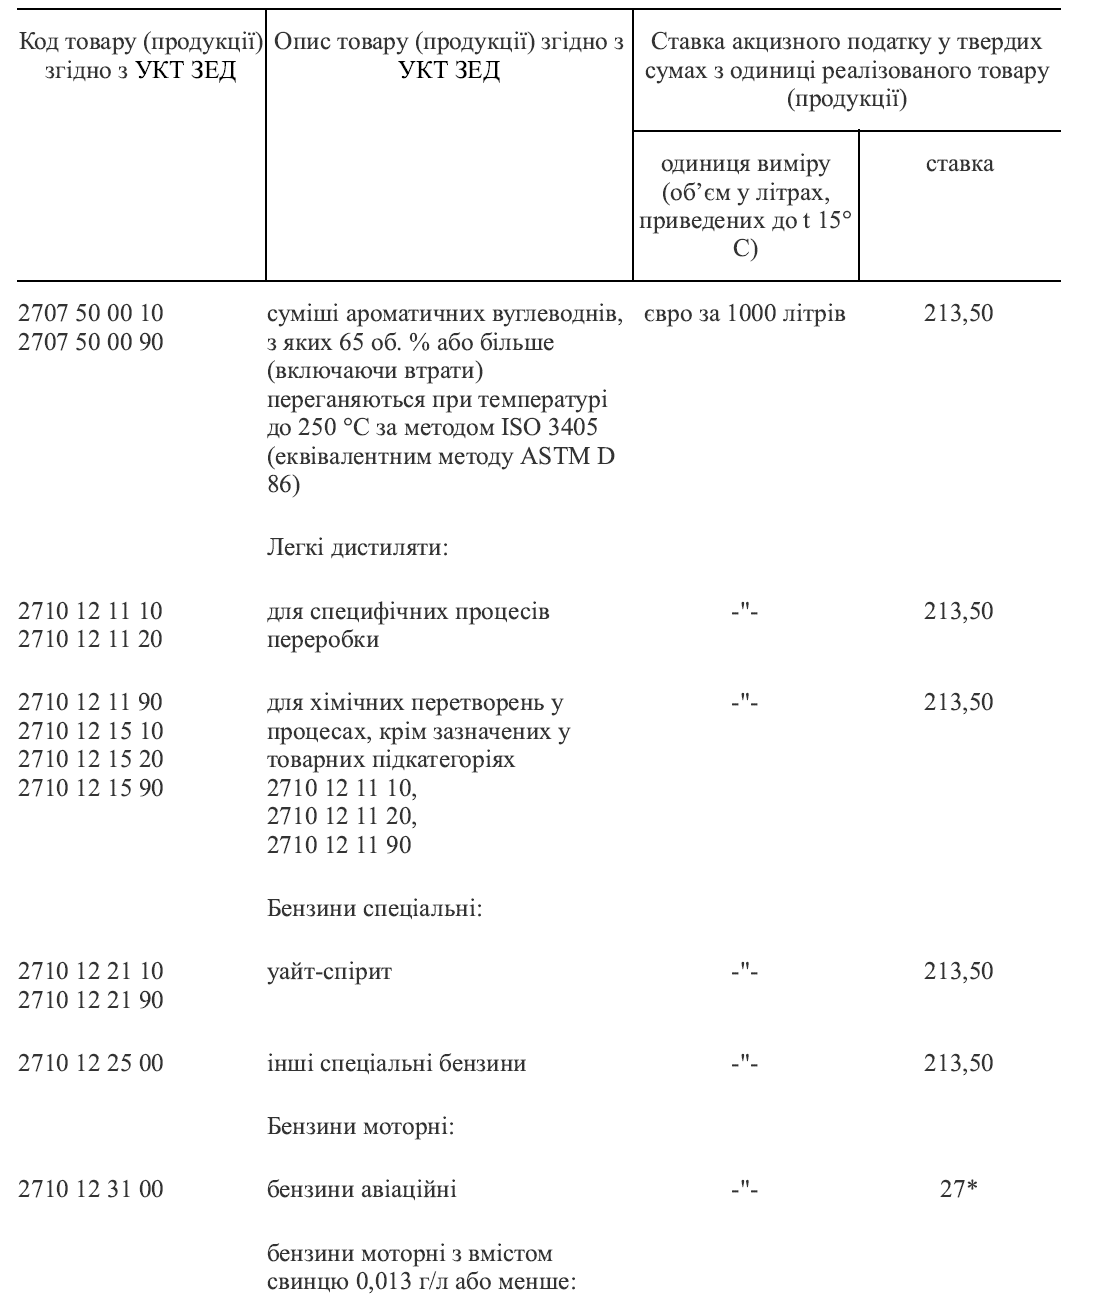 Код товару (продукції)
згідно з УКТ ЗЕД
Опис товару (продукції) згідно з
УКТ ЗЕД
Ставка акцизного податку у твердих
сумах з одиниці реалізованого товару
(продукції)
одиниця виміру
(об’єм у літрах,
приведених до t 15°
C)
ставка
2707 50 00 10
2707 50 00 90
суміші ароматичних вуглеводнів,
з яких 65 об. % або більше
(включаючи втрати)
переганяються при температурі
до 250 °C за методом ISO 3405
(еквівалентним методу ASTM D
86)
євро за 1000 літрів
213,50
Легкі дистиляти:
2710 12 11 10
2710 12 11 20
для специфічних процесів
переробки
-"-
213,50
2710 12 11 90
2710 12 15 10
2710 12 15 20
2710 12 15 90
для хімічних перетворень у
процесах, крім зазначених у
товарних підкатегоріях
2710 12 11 10,
2710 12 11 20,
2710 12 11 90
-"-
213,50
Бензини спеціальні:
2710 12 21 10
2710 12 21 90
уайт-спірит
-"-
213,50
2710 12 25 00
інші спеціальні бензини
-"-
213,50
Бензини моторні:
2710 12 31 00
бензини авіаційні
-"-
27*
бензини моторні з вмістом
свинцю 0,013 г/л або менше: